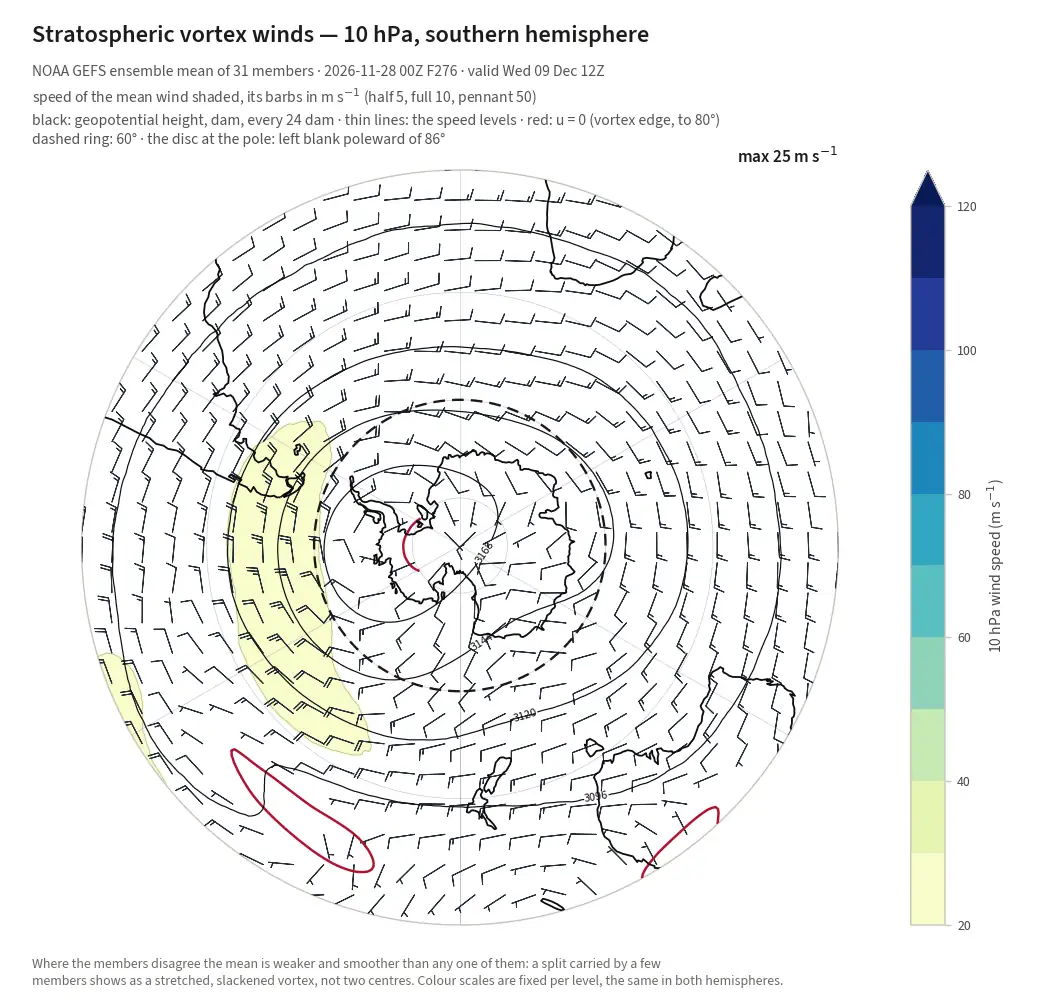 Stratospheric vortex winds — 10 hPa, southern hemisphere
NOAA GEFS ensemble mean of 31 members · 2026-11-28 00Z F276 · valid Wed 09 Dec 12Z
speed of the mean wind shaded, its barbs in m s⁻¹ (half 5, full 10, pennant 50)
black: geopotential height, dam, every 24 dam · thin lines: the speed levels · red: u = 0 (vortex edge, to 80°)
dashed ring: 60° · the disc at the pole: left blank poleward of 86°
max 25 m s⁻¹
120
100
80
60
40
20
10 hPa wind speed (m s⁻¹)
3168
3144
3120
3096
Where the members disagree the mean is weaker and smoother than any one of them: a split carried by a few
members shows as a stretched, slackened vortex, not two centres. Colour scales are fixed per level, the same in both hemispheres.